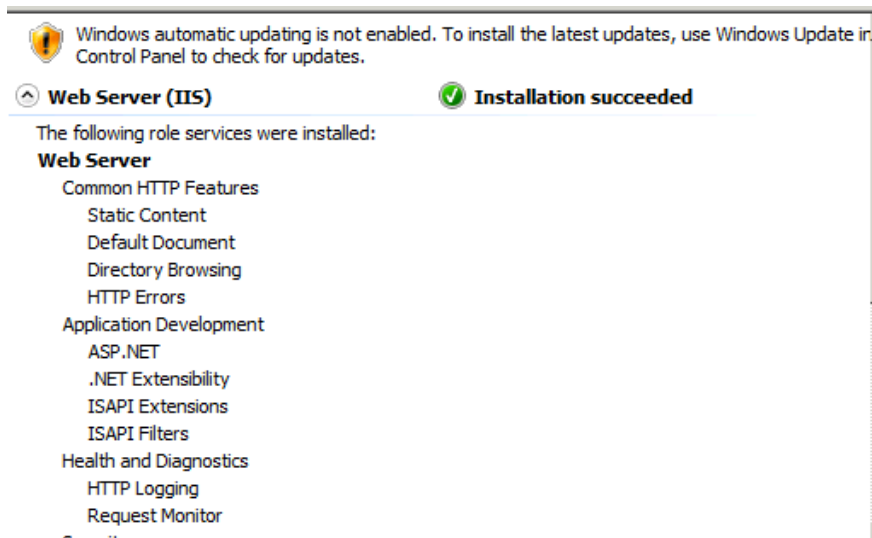 Windows automatic updating is not enabled. To install the latest updates, use Windows Update in
Control Panel to check for updates.
Web Server (IIS) Installation succeeded
The following role services were installed:
Web Server
Common HTTP Features
Static Content
Default Document
Directory Browsing
HTTP Errors
Application Development
ASP.NET
.NET Extensibility
ISAPI Extensions
ISAPI Filters
Health and Diagnostics
HTTP Logging
Request Monitor